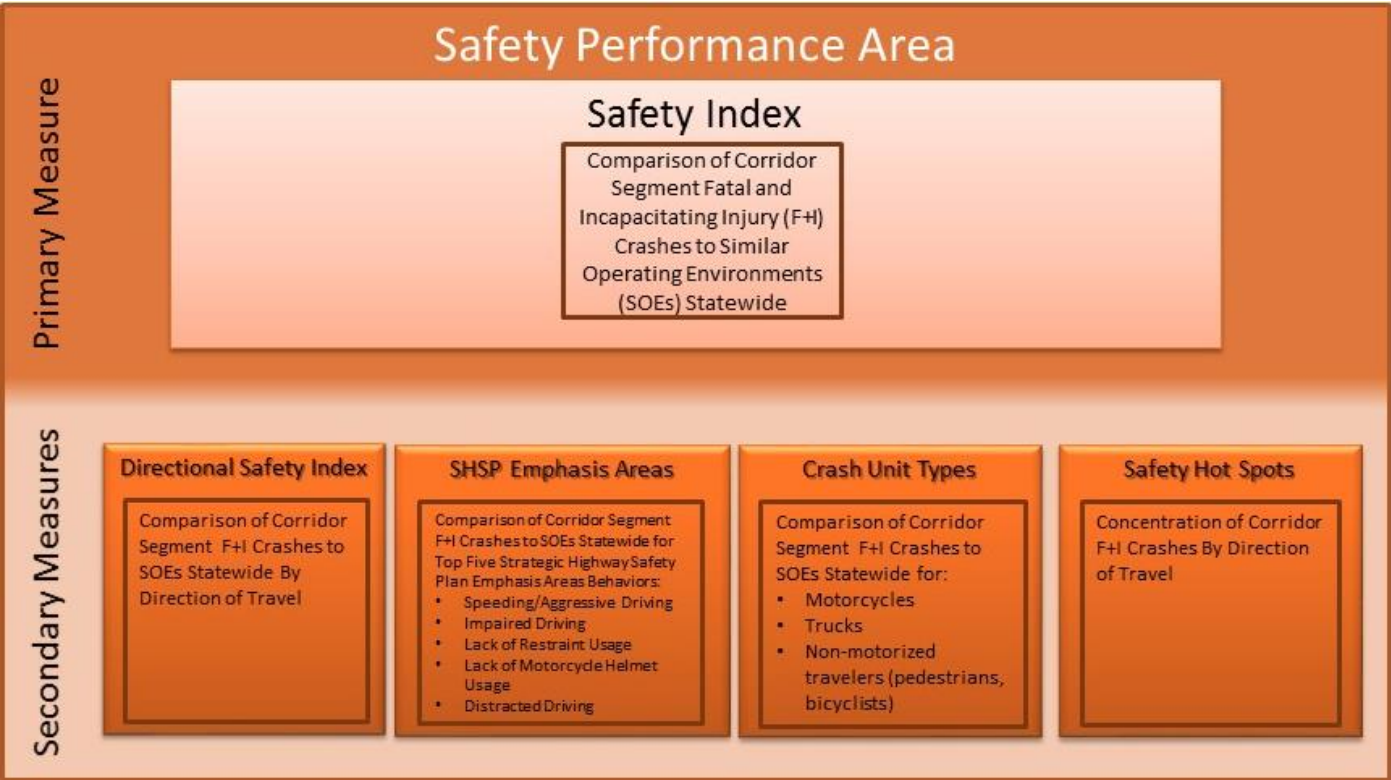 Safety Performance Area
Primary Measure
Safety Index
Comparison of Corridor
Segment Fatal and
Incapacitating Injury (F+I)
Crashes to Similar
Operating Environments
(SOEs) Statewide
Secondary Measures
Directional Safety Index
Comparison of Corridor
Segment F+I Crashes to
SOEs Statewide By
Direction of Travel
SHSP Emphasis Areas
Comparison of Corridor Segment
F+I Crashes to SOEs Statewide for
Top Five Strategic Highway Safety
Plan Emphasis Areas Behaviors:
• Speeding/Aggressive Driving
• Impaired Driving
• Lack of Restraint Usage
• Lack of Motorcycle Helmet
Usage
• Distracted Driving
Crash Unit Types
Comparison of Corridor
Segment F+I Crashes to
SOEs Statewide for:
• Motorcycles
• Trucks
• Non-motorized
travelers (pedestrians,
bicyclists)
Safety Hot Spots
Concentration of Corridor
F+I Crashes By Direction
of Travel